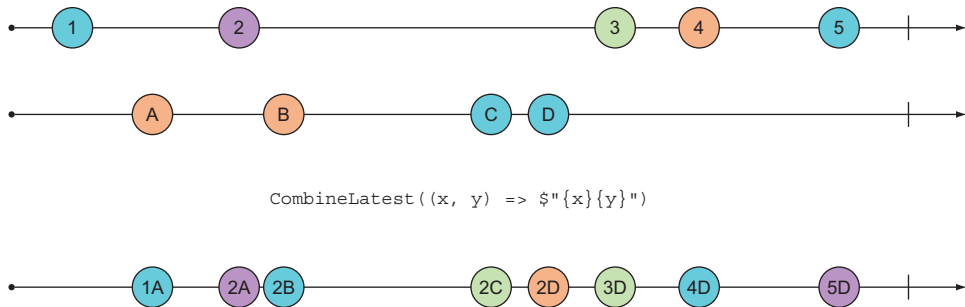 1 2 3 4 5
A B C D
CombineLatest((x, y) => $"{x}{y}")
1A 2A 2B 2C 2D 3D 4D 5D